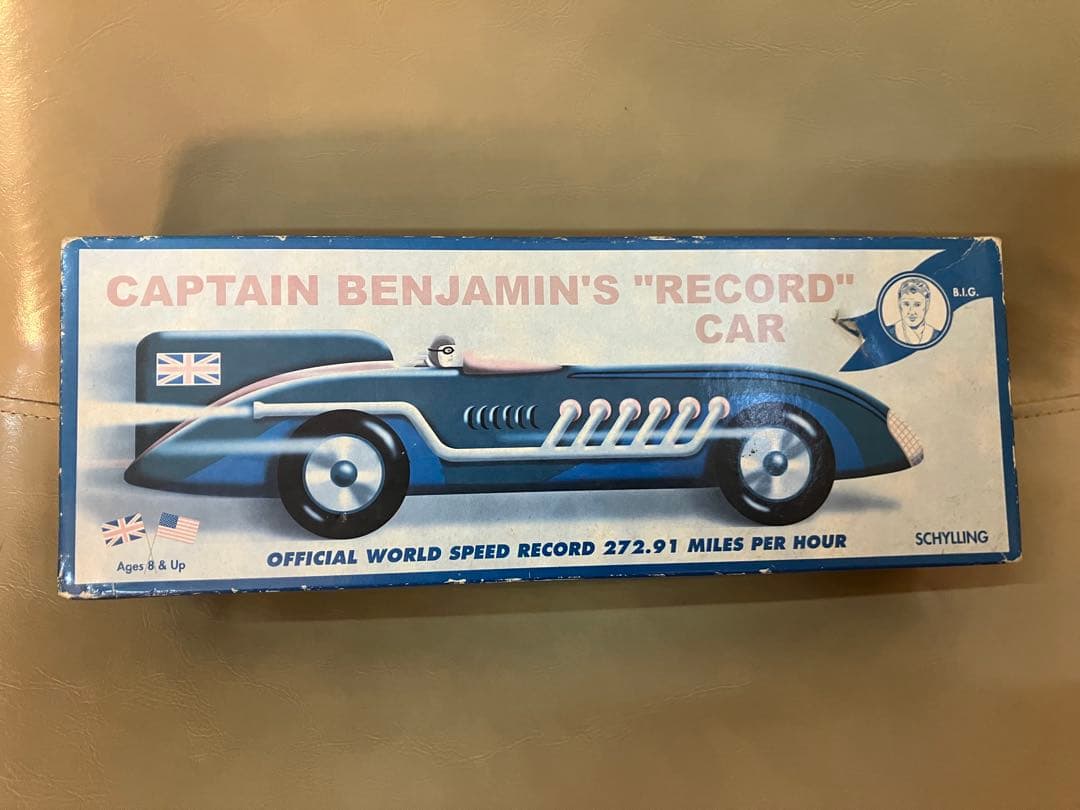 CAPTAIN BENJAMIN'S "RECORD"
CAR
B.I.G.
Ages 8 & Up
OFFICIAL WORLD SPEED RECORD 272.91 MILES PER HOUR
SCHYLLING